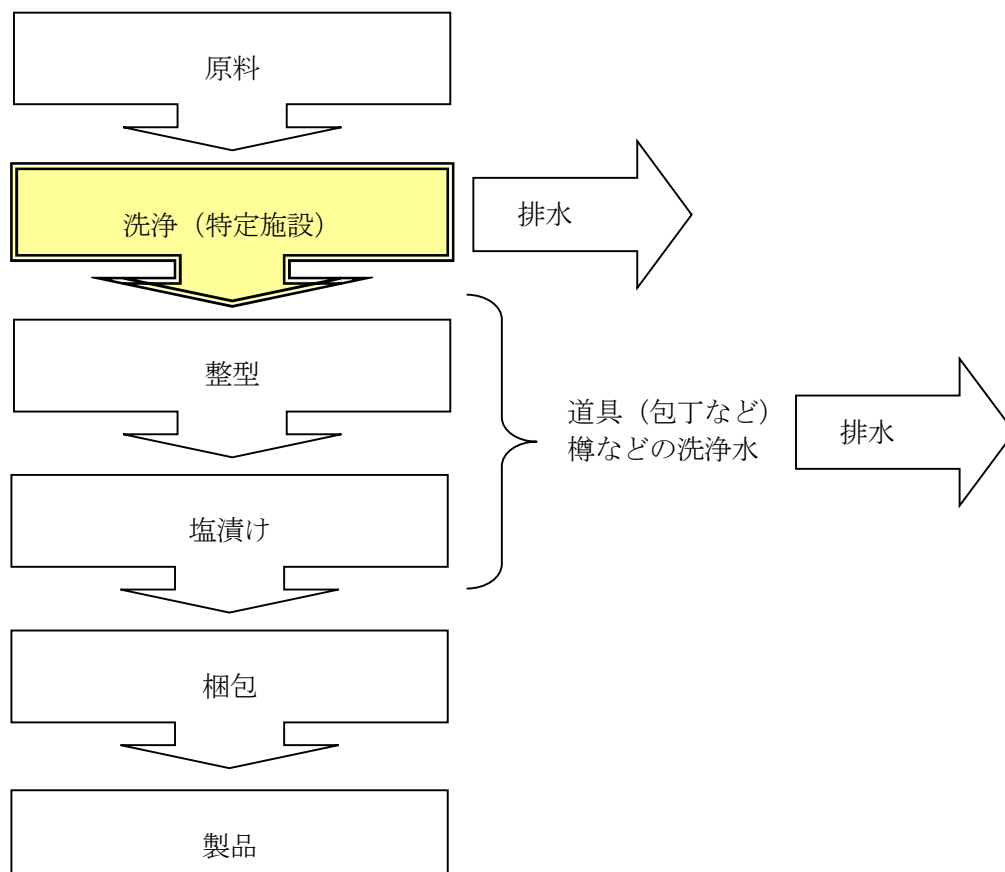 原料
洗浄（特定施設）
排水
整型
道具（包丁など）
樽などの洗浄水
排水
塩漬け
梱包
製品